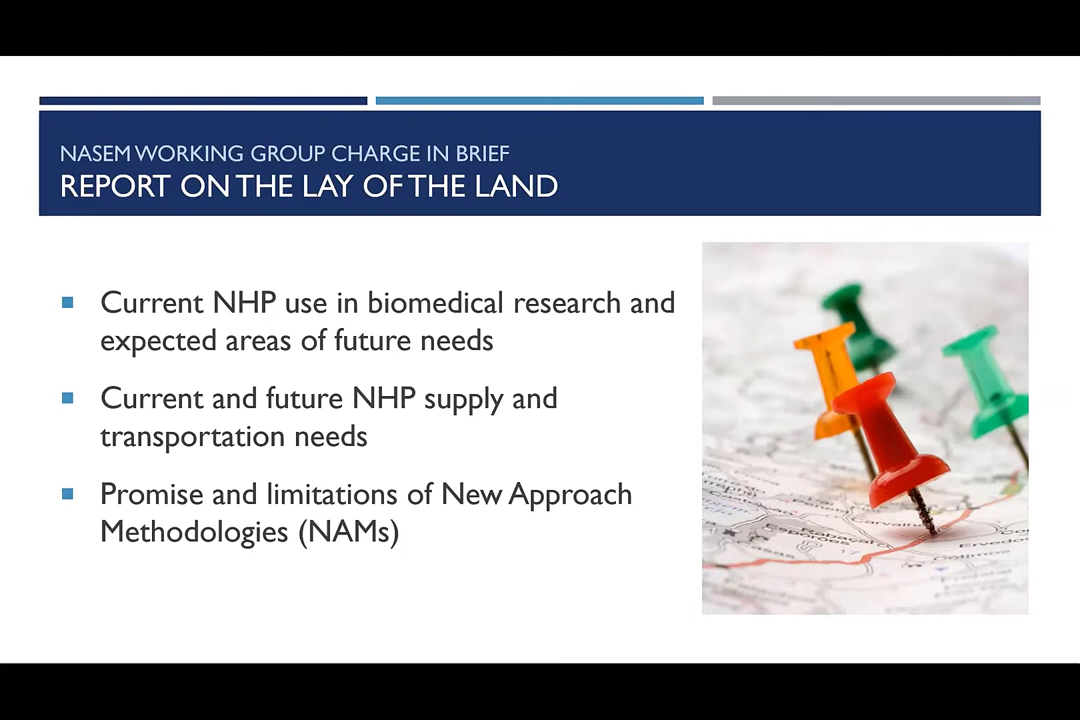 NASEM WORKING GROUP CHARGE IN BRIEF
REPORT ON THE LAY OF THE LAND
Current NHP use in biomedical research and
expected areas of future needs
Current and future NHP supply and
transportation needs
Promise and limitations of New Approach
Methodologies (NAMs)